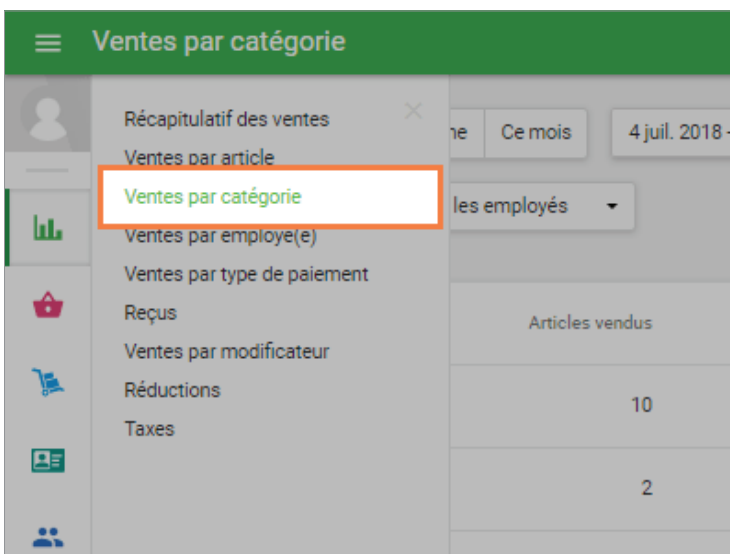 Ventes par catégorie
Récapitulatif des ventes
Ventes par article
Ventes par catégorie
Ventes par employé(e)
Ventes par type de paiement
Reçus
Ventes par modificateur
Réductions
Taxes
Ce mois
4 juil. 2018 -
les employés
Articles vendus
10
2